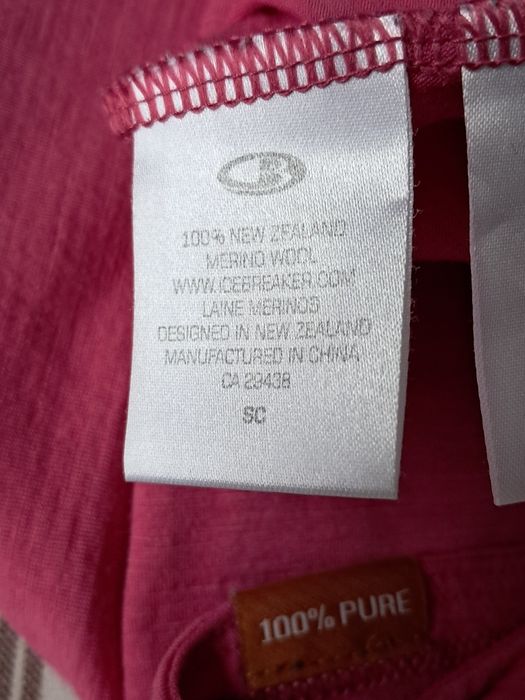 100% NEW ZEALAND
MERINO WOOL
WWW.ICEBREAKER.COM
LAINE MERINOS
DESIGNED IN NEW ZEALAND
MANUFACTURED IN CHINA
CA 29438
SC
100% PURE